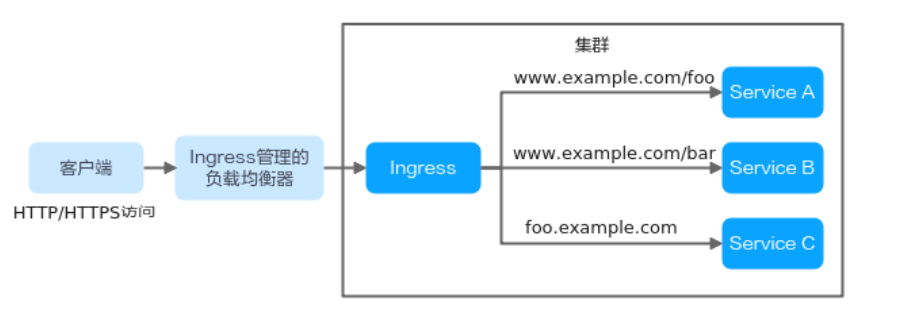 集群
www.example.com/foo
Service A
客户端
Ingress管理的
负载均衡器
Ingress
www.example.com/bar
Service B
HTTP/HTTPS访问
foo.example.com
Service C